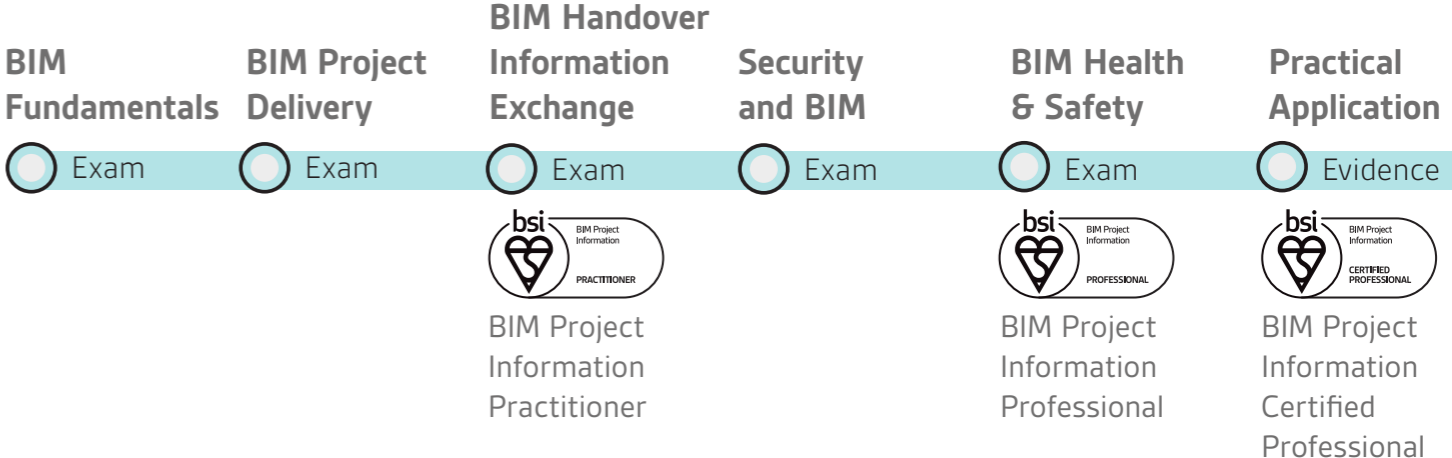 BIM
Fundamentals
Exam
BIM Project
Delivery
Exam
BIM Handover
Information
Exchange
Exam
bsi
BIM Project
Information
PRACTITIONER
BIM Project
Information
Practitioner
Security
and BIM
Exam
BIM Health
& Safety
Exam
bsi
BIM Project
Information
PROFESSIONAL
BIM Project
Information
Professional
Practical
Application
Evidence
bsi
BIM Project
Information
CERTIFIED
PROFESSIONAL
BIM Project
Information
Certified
Professional